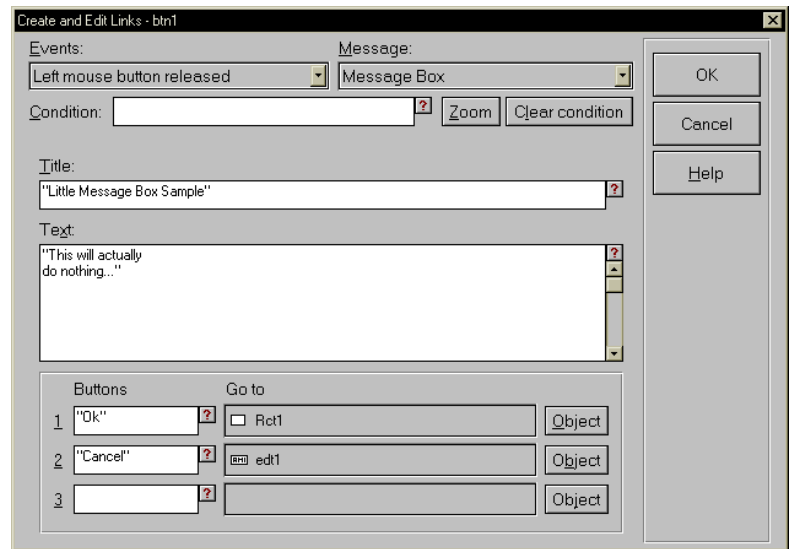 Create and Edit Links - btn1
Events:
Message:
Left mouse button released
Message Box
OK
Condition:
?
Zoom
Clear condition
Cancel
Title:
Help
"Little Message Box Sample"
?
Text:
"This will actually
?
do nothing..."
Buttons
Go to
1
"Ok"
?
Rct1
Object
2
"Cancel"
?
edt1
Object
3
?
Object